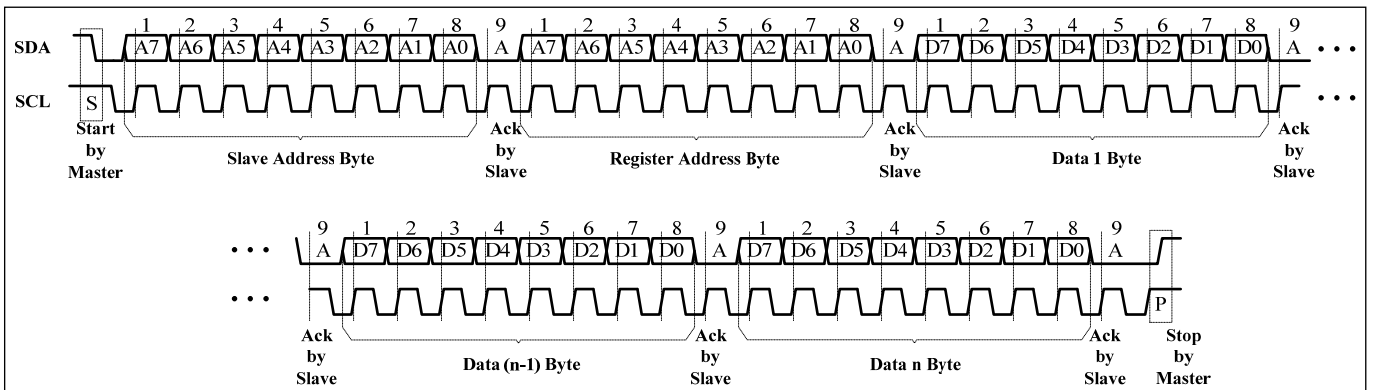 1 2 3 4 5 6 7 8 9 1 2 3 4 5 6 7 8 9 1 2 3 4 5 6 7 8 9
SDA A7 A6 A5 A4 A3 A2 A1 A0 A A7 A6 A5 A4 A3 A2 A1 A0 A D7 D6 D5 D4 D3 D2 D1 D0 A • • •
SCL S • • •
Start by Master
Slave Address Byte
Ack by Slave
Register Address Byte
Ack by Slave
Data 1 Byte
Ack by Slave
9 1 2 3 4 5 6 7 8 9 1 2 3 4 5 6 7 8 9
• • • A D7 D6 D5 D4 D3 D2 D1 D0 A D7 D6 D5 D4 D3 D2 D1 D0 A
• • • P
Ack by Slave
Data (n-1) Byte
Ack by Slave
Data n Byte
Ack by Slave
Stop by Master